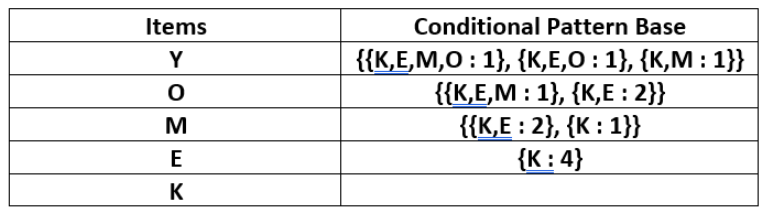 Items Conditional Pattern Base
Y {{K,E,M,O : 1}, {K,E,O : 1}, {K,M : 1}}
O {{K,E,M : 1}, {K,E : 2}}
M {{K,E : 2}, {K : 1}}
E {K : 4}
K